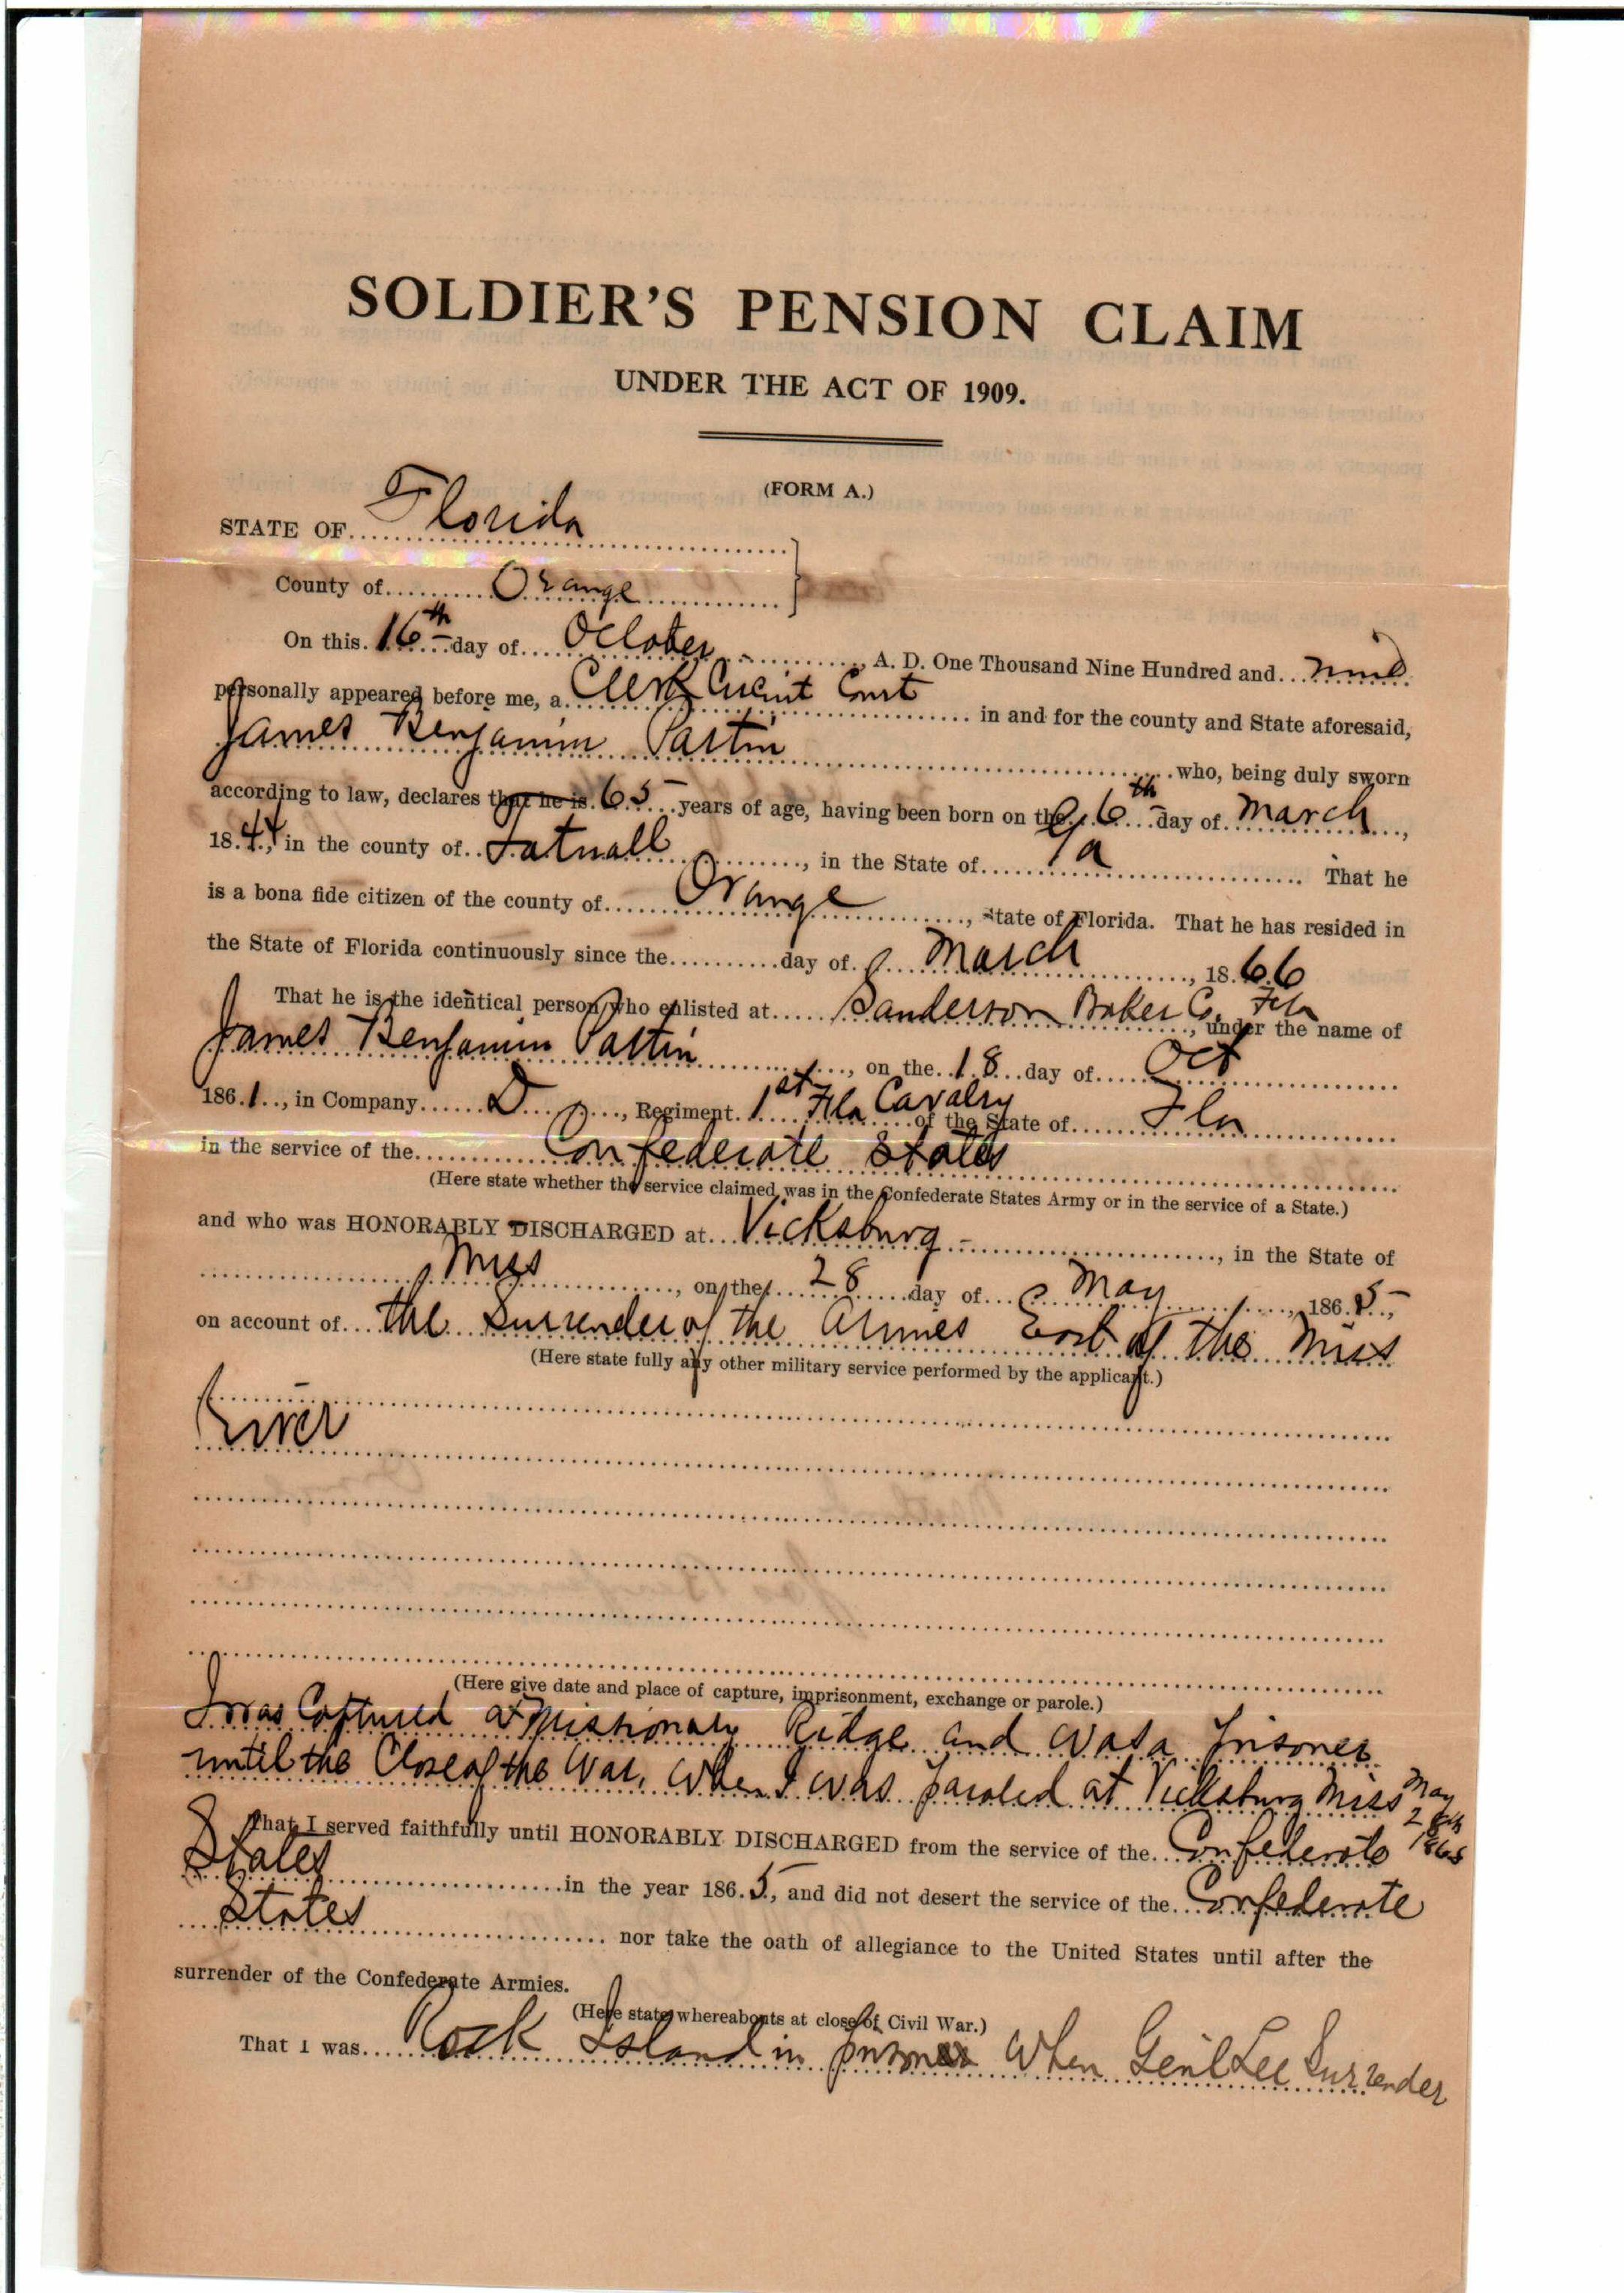 SOLDIER'S PENSION CLAIM
UNDER THE ACT OF 1909.
(FORM A.)
STATE OF Florida
County of Orange
On this 16th day of October, A. D. One Thousand Nine Hundred and nine
personally appeared before me, a Clerk Circuit Court in and for the county and State aforesaid,
James Benjamin Partin who, being duly sworn
according to law, declares that he is 65 years of age, having been born on the 6th day of March,
1844, in the county of Tatnall, in the State of Ga. That he
is a bona fide citizen of the county of Orange, State of Florida. That he has resided in
the State of Florida continuously since the day of March, 1866
That he is the identical person who enlisted at Sanderson Baker Co. Fla, under the name of
James Benjamin Partin, on the 18 day of Oct
1861, in Company D, Regiment 1st Fla Cavalry of the State of Fla
in the service of the Confederate States
(Here state whether the service claimed was in the Confederate States Army or in the service of a State.)
and who was HONORABLY DISCHARGED at Vicksburg, in the State of
Miss, on the 28 day of May, 1865,
on account of the Surrender of the Armies East of the Miss
(Here state fully any other military service performed by the applicant.)
River
(Here give date and place of capture, imprisonment, exchange or parole.)
I was Captured at Missionary Ridge and was a prisoner
until the Close of the War, When I was paroled at Vicksburg Miss May 28th 1865
That I served faithfully until HONORABLY DISCHARGED from the service of the Confederate
States in the year 1865, and did not desert the service of the Confederate
States nor take the oath of allegiance to the United States until after the
surrender of the Confederate Armies.
(Here state whereabouts at close of Civil War.)
That I was Rock Island in prison When Genl Lee Surrender